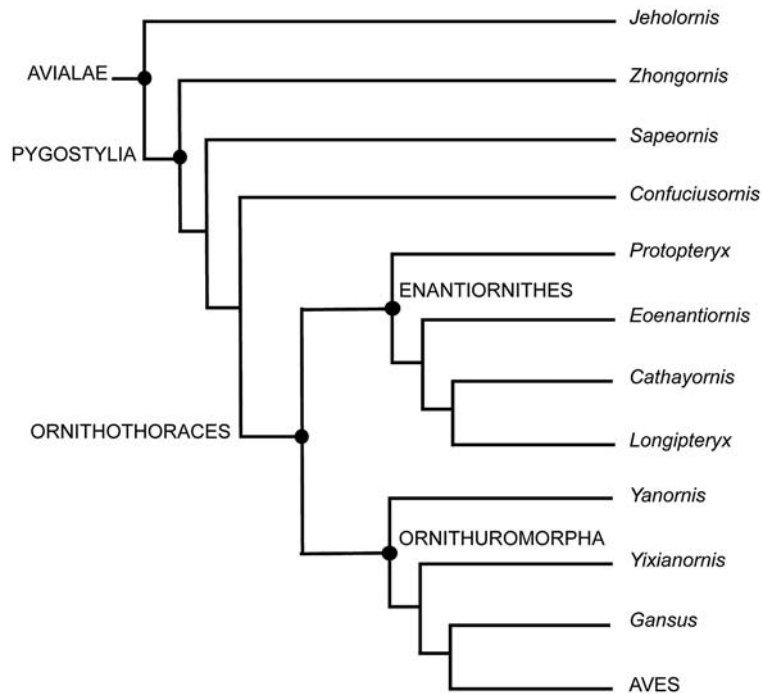 Jeholornis
AVIALAE
Zhongornis
PYGOSTYLIA
Sapeornis
Confuciusornis
Protopteryx
ENANTIORNITHES
Eoenantiornis
Cathayornis
ORNITHOTHORACES
Longipteryx
Yanornis
ORNITHUROMORPHA
Yixianornis
Gansus
AVES